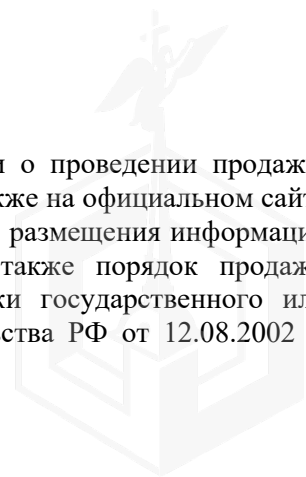 о проведении продаж
кже на официальном сайт
размещения информаци
также порядок продаж
ки государственного ил
ства РФ от 12.08.2002